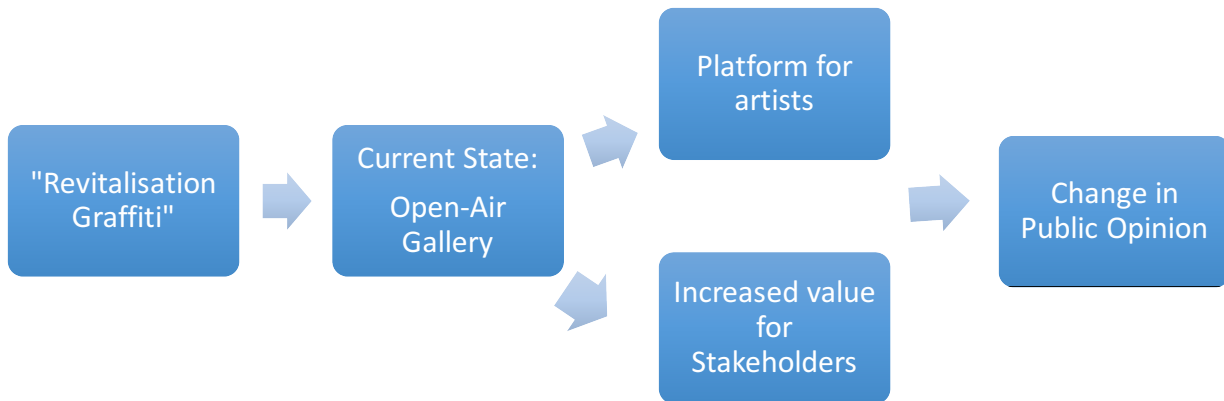 "Revitalisation
Graffiti"
Current State:
Open-Air
Gallery
Platform for
artists
Increased value
for
Stakeholders
Change in
Public Opinion